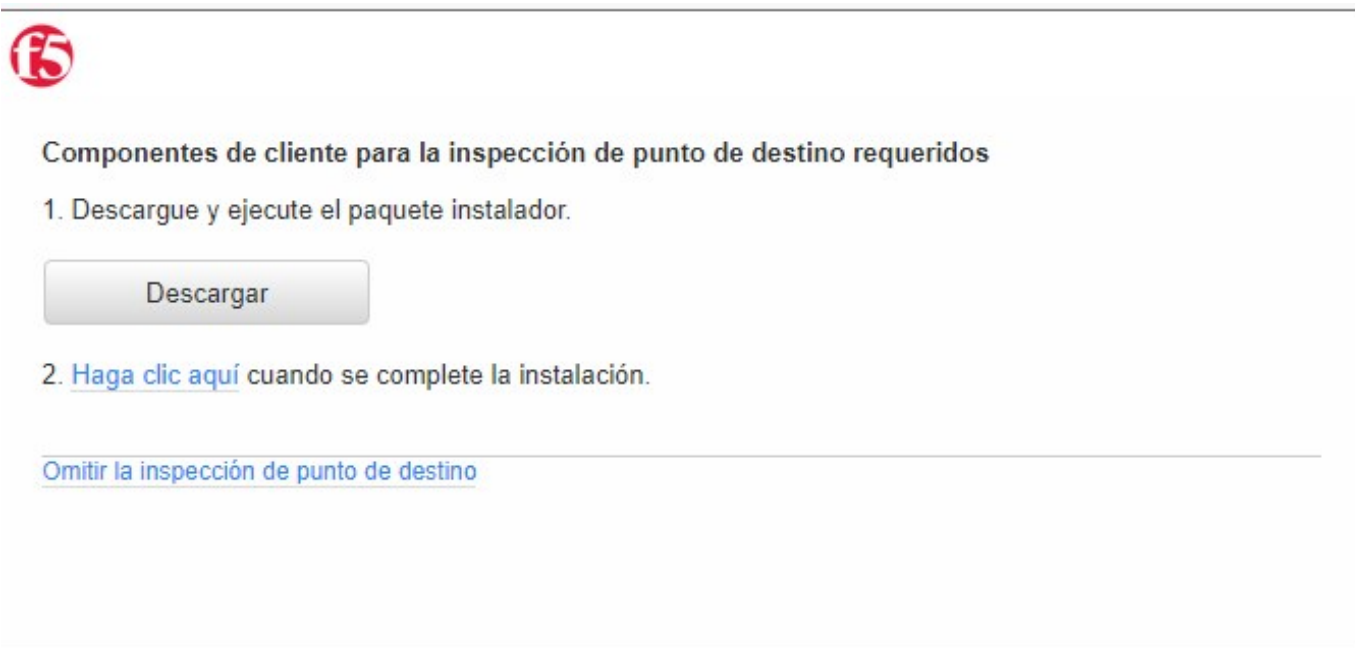 f5
Componentes de cliente para la inspección de punto de destino requeridos
1. Descargue y ejecute el paquete instalador.
Descargar
2. Haga clic aquí cuando se complete la instalación.
Omitir la inspección de punto de destino